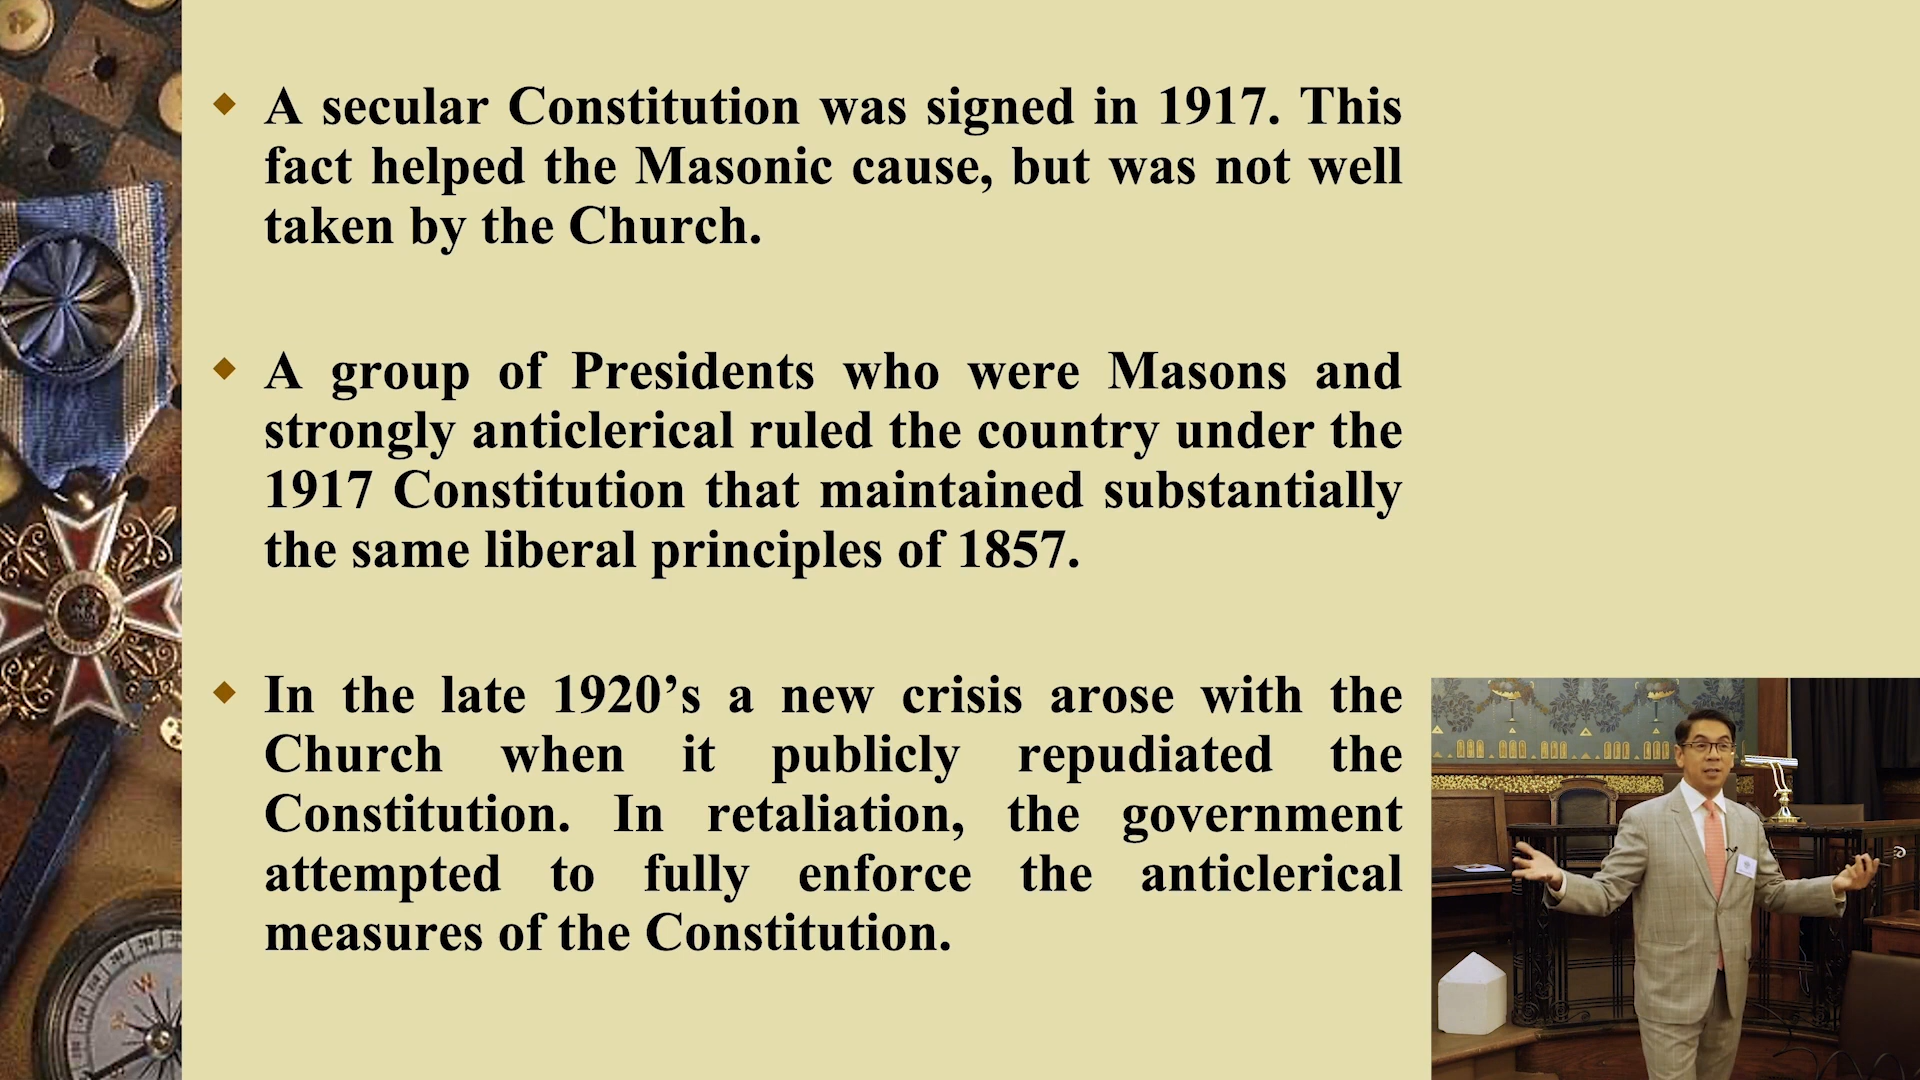 A secular Constitution was signed in 1917. This
fact helped the Masonic cause, but was not well
taken by the Church.
A group of Presidents who were Masons and
strongly anticlerical ruled the country under the
1917 Constitution that maintained substantially
the same liberal principles of 1857.
In the late 1920’s a new crisis arose with the
Church when it publicly repudiated the
Constitution. In retaliation, the government
attempted to fully enforce the anticlerical
measures of the Constitution.